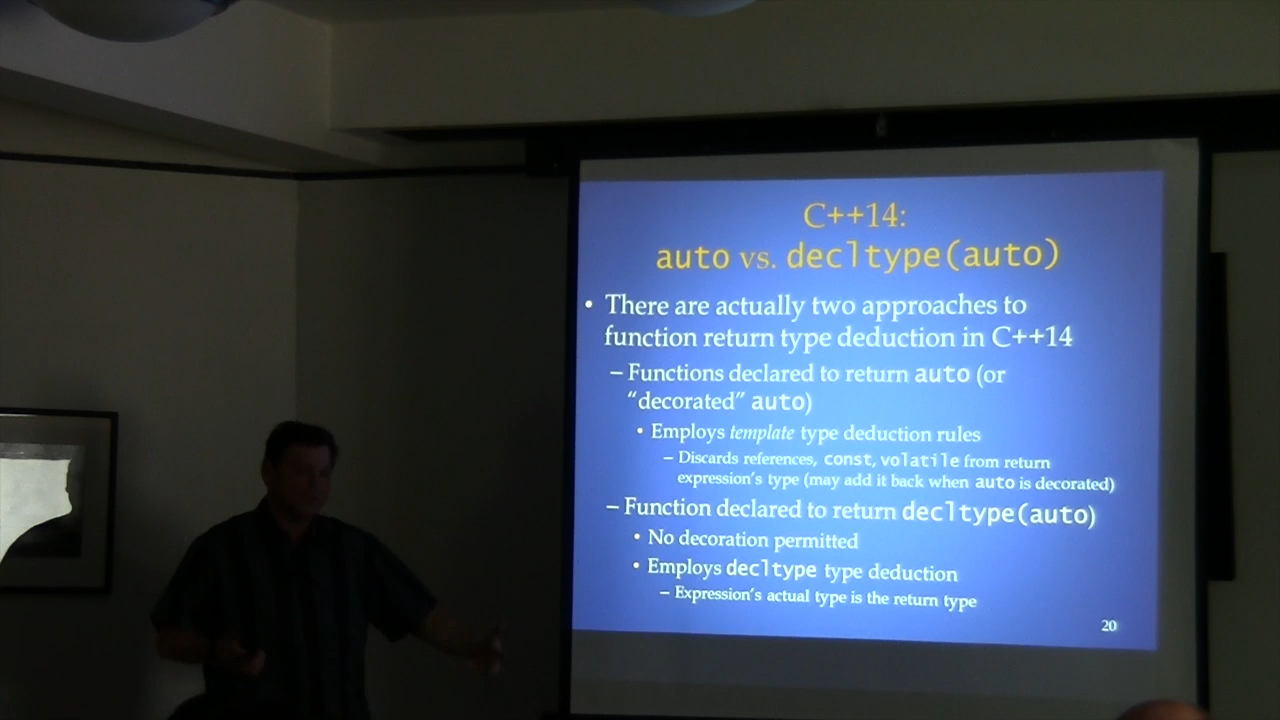 C++14:
auto vs. decltype(auto)
• There are actually two approaches to
function return type deduction in C++14
– Functions declared to return auto (or
“decorated” auto)
• Employs template type deduction rules
– Discards references, const, volatile from return
expression’s type (may add it back when auto is decorated)
– Function declared to return decltype(auto)
• No decoration permitted
• Employs decltype type deduction
– Expression’s actual type is the return type
20